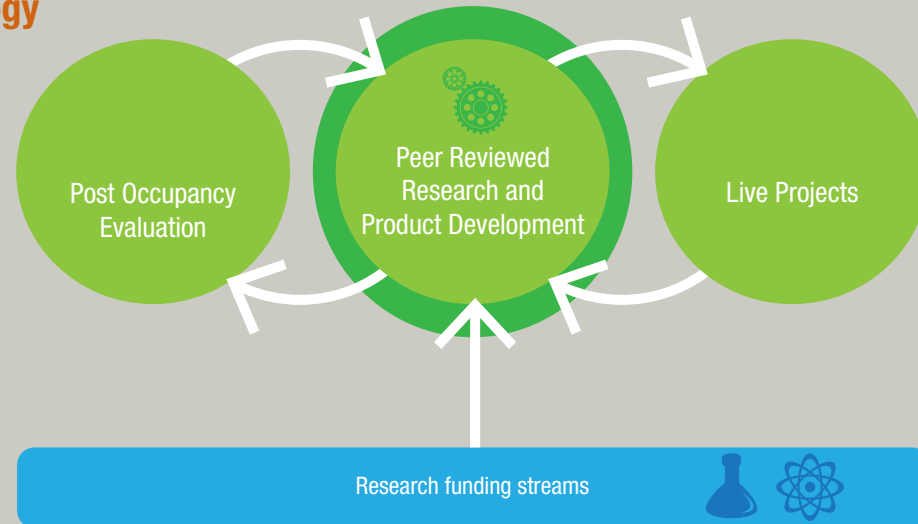 gy
Post Occupancy
Evaluation
Peer Reviewed
Research and
Product Development
Live Projects
Research funding streams